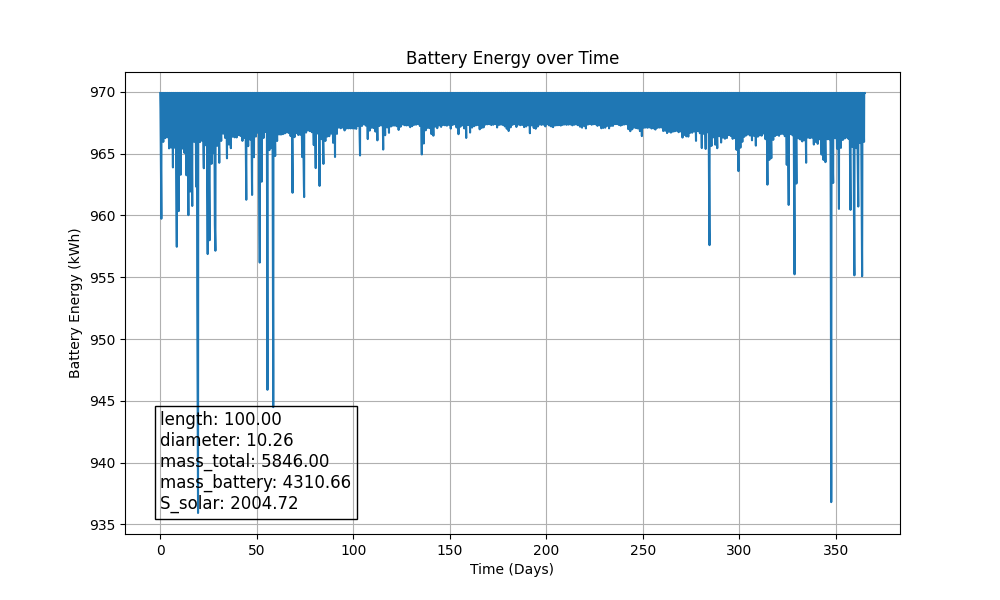 Battery Energy over Time
970
965
960
955
950
945
940
935
Battery Energy (kWh)
length: 100.00
diameter: 10.26
mass_total: 5846.00
mass_battery: 4310.66
S_solar: 2004.72
0 50 100 150 200 250 300 350
Time (Days)